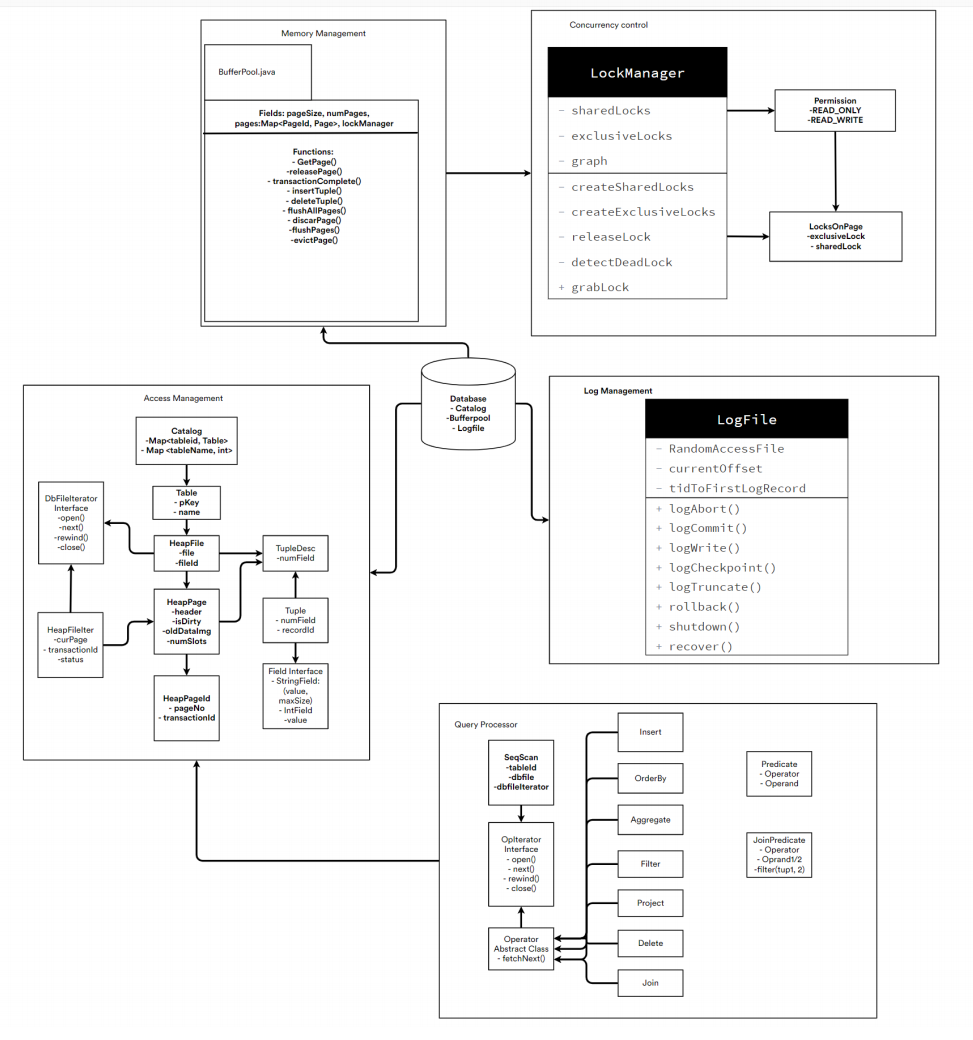 Memory Management
BufferPool.java
Fields: pageSize, numPages,
pages:Map<PageId, Page>, lockManager
Functions:
- GetPage()
-releasePage()
- transactionComplete()
- insertTuple()
- deleteTuple()
- flushAllPages()
- discarPage()
-flushPages()
-evictPage()
Concurrency control
LockManager
- sharedLocks
- exclusiveLocks
- graph
- createSharedLocks
- createExclusiveLocks
- releaseLock
- detectDeadLock
+ grabLock
Permission
-READ_ONLY
-READ_WRITE
LocksOnPage
-exclusiveLock
- sharedLock
Database
- Catalog
-Bufferpool
- Logfile
Access Management
Catalog
-Map<tableid, Table>
- Map <tableName, int>
Table
- pKey
- name
DbFileIterator
Interface
-open()
-next()
-rewind()
-close()
HeapFile
-file
-fileId
TupleDesc
-numField
HeapPage
-header
-isDirty
-oldDataImg
-numSlots
Tuple
- numField
- recordId
HeapFileIter
-curPage
- transactionId
-status
HeapPageId
- pageNo
- transactionId
Field Interface
- StringField:
(value,
maxSize)
- IntField
-value
Log Management
LogFile
- RandomAccessFile
- currentOffset
- tidToFirstLogRecord
+ logAbort()
+ logCommit()
+ logWrite()
+ logCheckpoint()
+ logTruncate()
+ rollback()
+ shutdown()
+ recover()
Query Processor
SeqScan
-tableId
-dbfile
-dbfileIterator
OpIterator
Interface
- open()
- next()
- rewind()
- close()
Operator
Abstract Class
- fetchNext()
Insert
OrderBy
Aggregate
Filter
Project
Delete
Join
Predicate
- Operator
- Operand
JoinPredicate
- Operator
- Oprand1/2
-filter(tup1, 2)